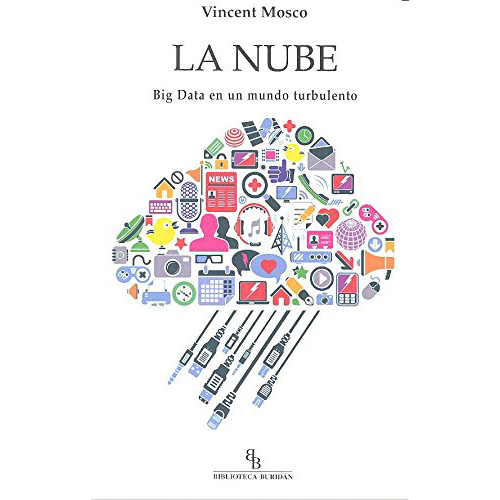 Vincent Mosco
LA NUBE
Big Data en un mundo turbulento
NEWS
BB
BIBLIOTECA BURIDÁN